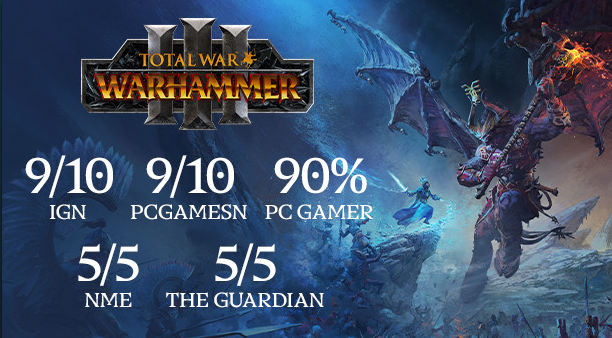 TOTAL WAR
III
WARHAMMER
9/10 9/10 90%
IGN PCGAMESN PC GAMER
5/5 5/5
NME THE GUARDIAN